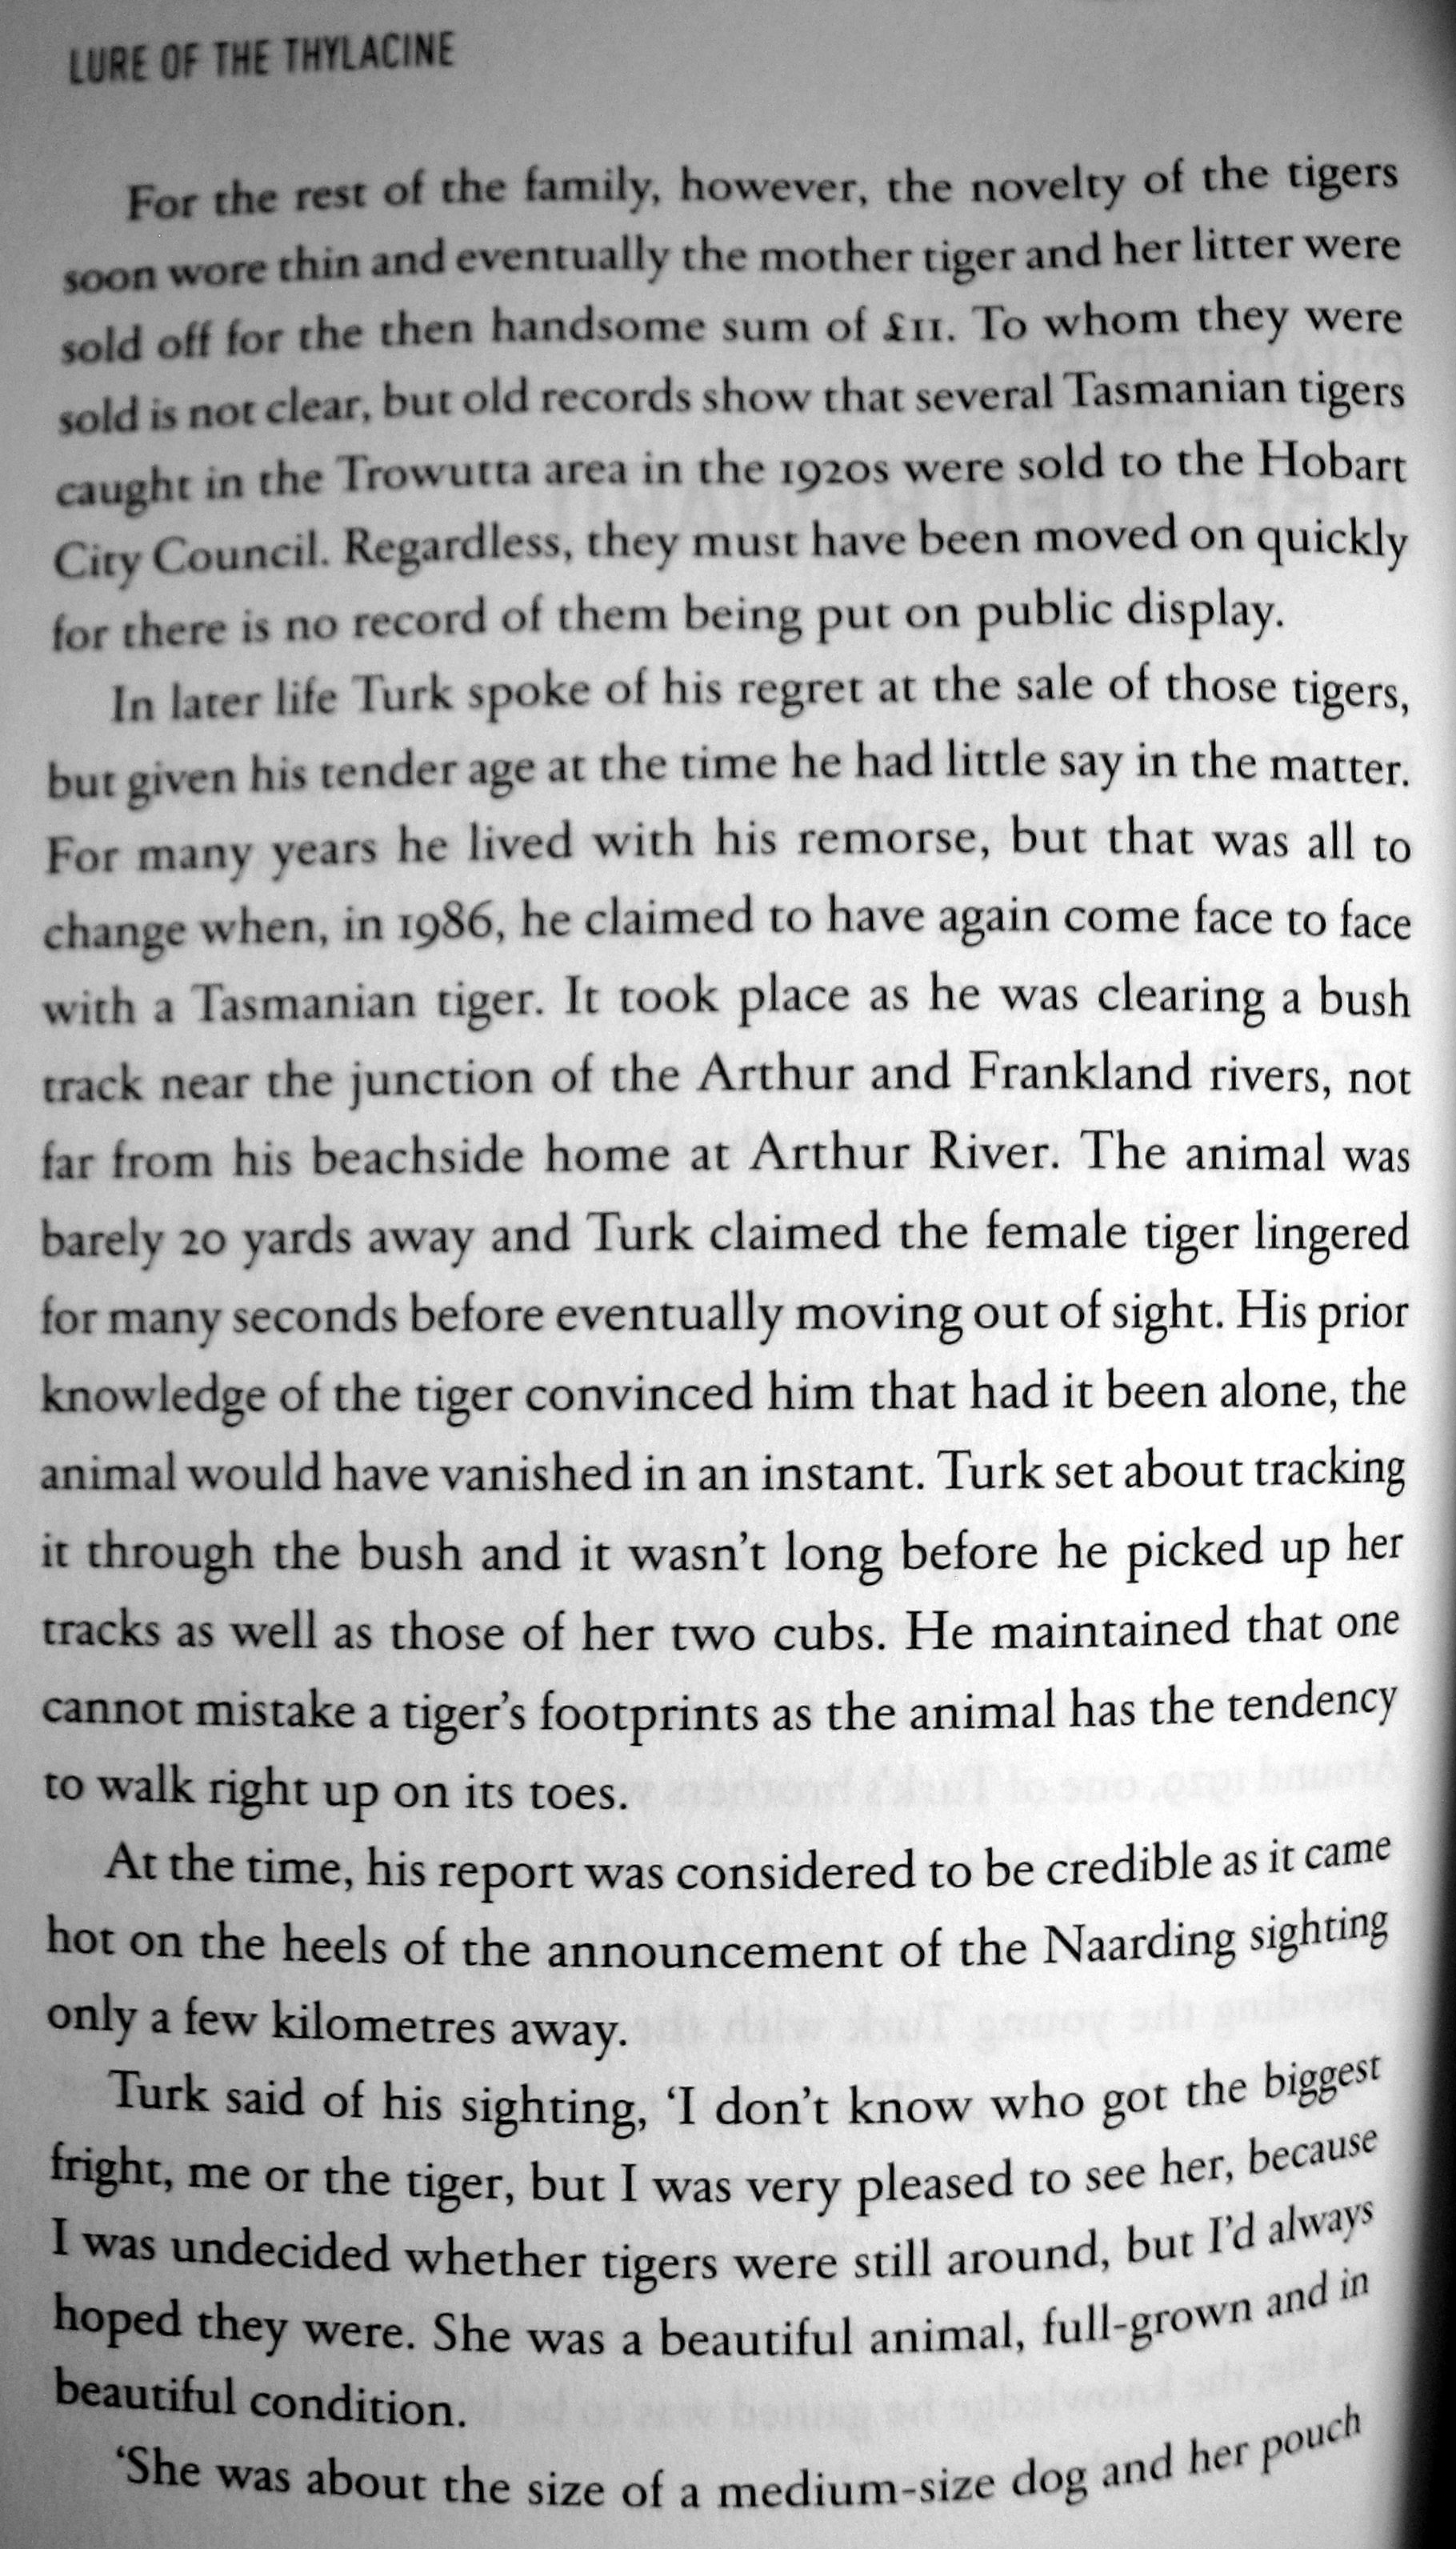 LURE OF THE THYLACINE
For the rest of the family, however, the novelty of the tigers
soon wore thin and eventually the mother tiger and her litter were
sold off for the then handsome sum of £11. To whom they were
sold is not clear, but old records show that several Tasmanian tigers
caught in the Trowutta area in the 1920s were sold to the Hobart
City Council. Regardless, they must have been moved on quickly
for there is no record of them being put on public display.
In later life Turk spoke of his regret at the sale of those tigers,
but given his tender age at the time he had little say in the matter.
For many years he lived with his remorse, but that was all to
change when, in 1986, he claimed to have again come face to face
with a Tasmanian tiger. It took place as he was clearing a bush
track near the junction of the Arthur and Frankland rivers, not
far from his beachside home at Arthur River. The animal was
barely 20 yards away and Turk claimed the female tiger lingered
for many seconds before eventually moving out of sight. His prior
knowledge of the tiger convinced him that had it been alone, the
animal would have vanished in an instant. Turk set about tracking
it through the bush and it wasn't long before he picked up her
tracks as well as those of her two cubs. He maintained that one
cannot mistake a tiger's footprints as the animal has the tendency
to walk right up on its toes.
At the time, his report was considered to be credible as it came
hot on the heels of the announcement of the Naarding sighting
only a few kilometres away.
Turk said of his sighting, ‘I don't know who got the biggest
fright, me or the tiger, but I was very pleased to see her, because
I was undecided whether tigers were still around, but I'd always
hoped they were. She was a beautiful animal, full-grown and in
beautiful condition.
‘She was about the size of a medium-size dog and her pouch